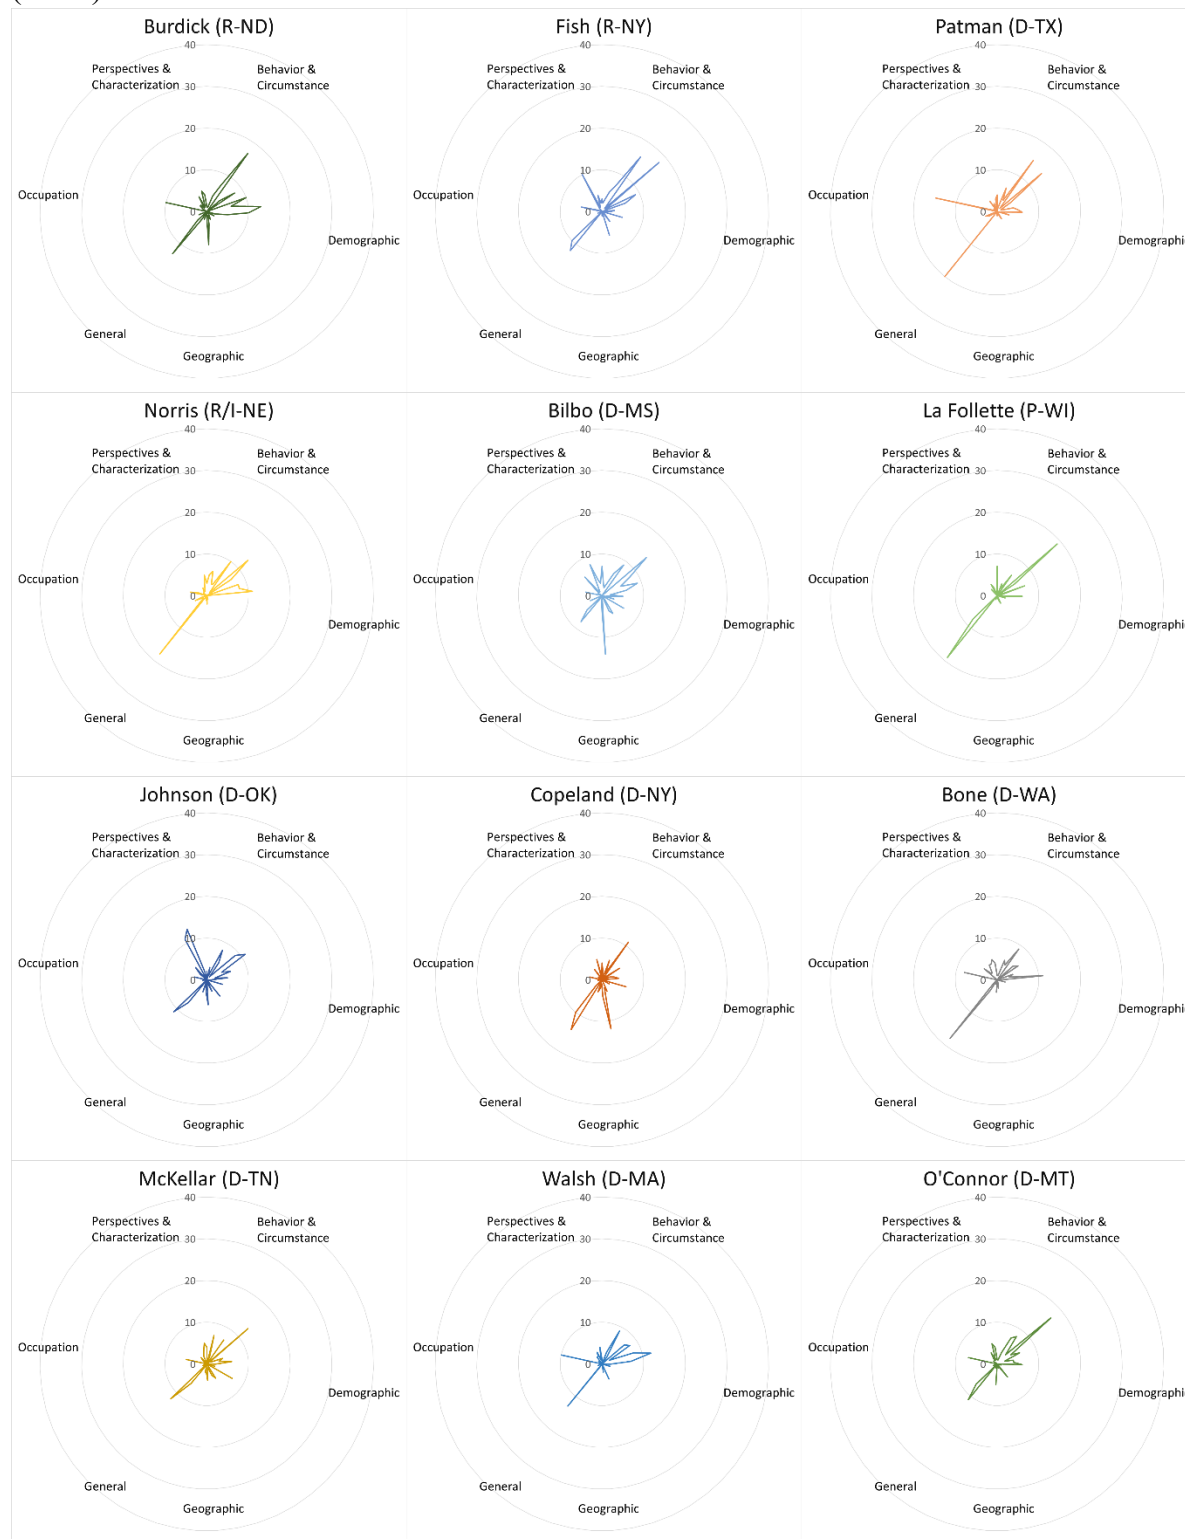 Burdick (R-ND)
40
Perspectives &
Characterization
Behavior &
Circumstance
30
20
10
0
Occupation
Demographic
General
Geographic
Fish (R-NY)
40
Perspectives &
Characterization
Behavior &
Circumstance
30
20
10
0
Occupation
Demographic
General
Geographic
Patman (D-TX)
40
Perspectives &
Characterization
Behavior &
Circumstance
30
20
10
0
Occupation
Demographic
General
Geographic
Norris (R/I-NE)
40
Perspectives &
Characterization
Behavior &
Circumstance
30
20
10
0
Occupation
Demographic
General
Geographic
Bilbo (D-MS)
40
Perspectives &
Characterization
Behavior &
Circumstance
30
20
10
0
Occupation
Demographic
General
Geographic
La Follette (P-WI)
40
Perspectives &
Characterization
Behavior &
Circumstance
30
20
10
0
Occupation
Demographic
General
Geographic
Johnson (D-OK)
40
Perspectives &
Characterization
Behavior &
Circumstance
30
20
10
0
Occupation
Demographic
General
Geographic
Copeland (D-NY)
40
Perspectives &
Characterization
Behavior &
Circumstance
30
20
10
0
Occupation
Demographic
General
Geographic
Bone (D-WA)
40
Perspectives &
Characterization
Behavior &
Circumstance
30
20
10
0
Occupation
Demographic
General
Geographic
McKellar (D-TN)
40
Perspectives &
Characterization
Behavior &
Circumstance
30
20
10
0
Occupation
Demographic
General
Geographic
Walsh (D-MA)
40
Perspectives &
Characterization
Behavior &
Circumstance
30
20
10
0
Occupation
Demographic
General
Geographic
O'Connor (D-MT)
40
Perspectives &
Characterization
Behavior &
Circumstance
30
20
10
0
Occupation
Demographic
General
Geographic